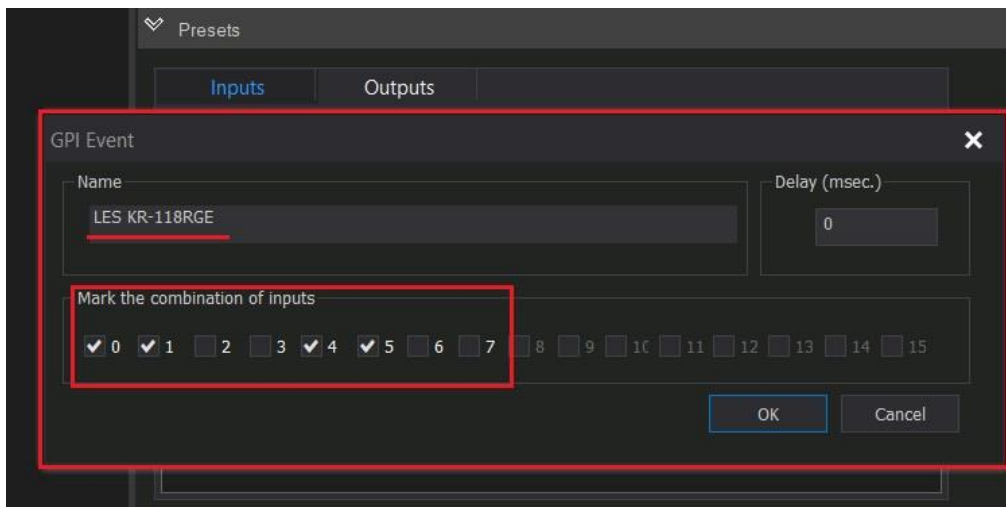 Presets
Inputs Outputs
GPI Event
Name Delay (msec.)
LES KR-118RGE 0
Mark the combination of inputs
0 1 2 3 4 5 6 7 8 9 1C 11 12 13 14 15
OK Cancel